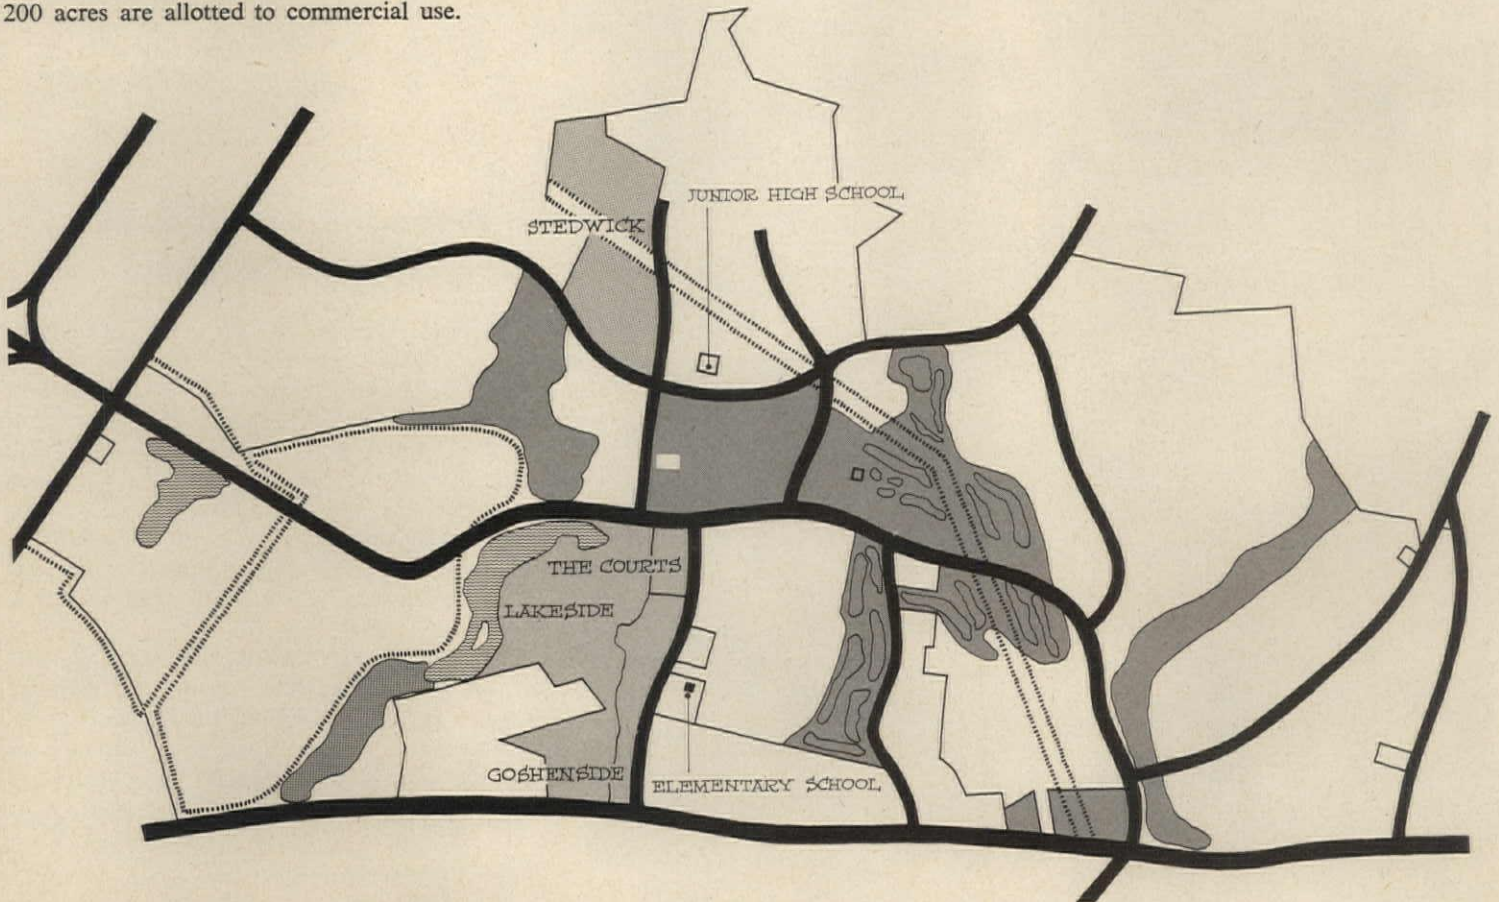 200 acres are allotted to commercial use.
JUNIOR HIGH SCHOOL
STEDWICK
THE COURTS
LAKESIDE
GOSHENSIDE
ELEMENTARY SCHOOL